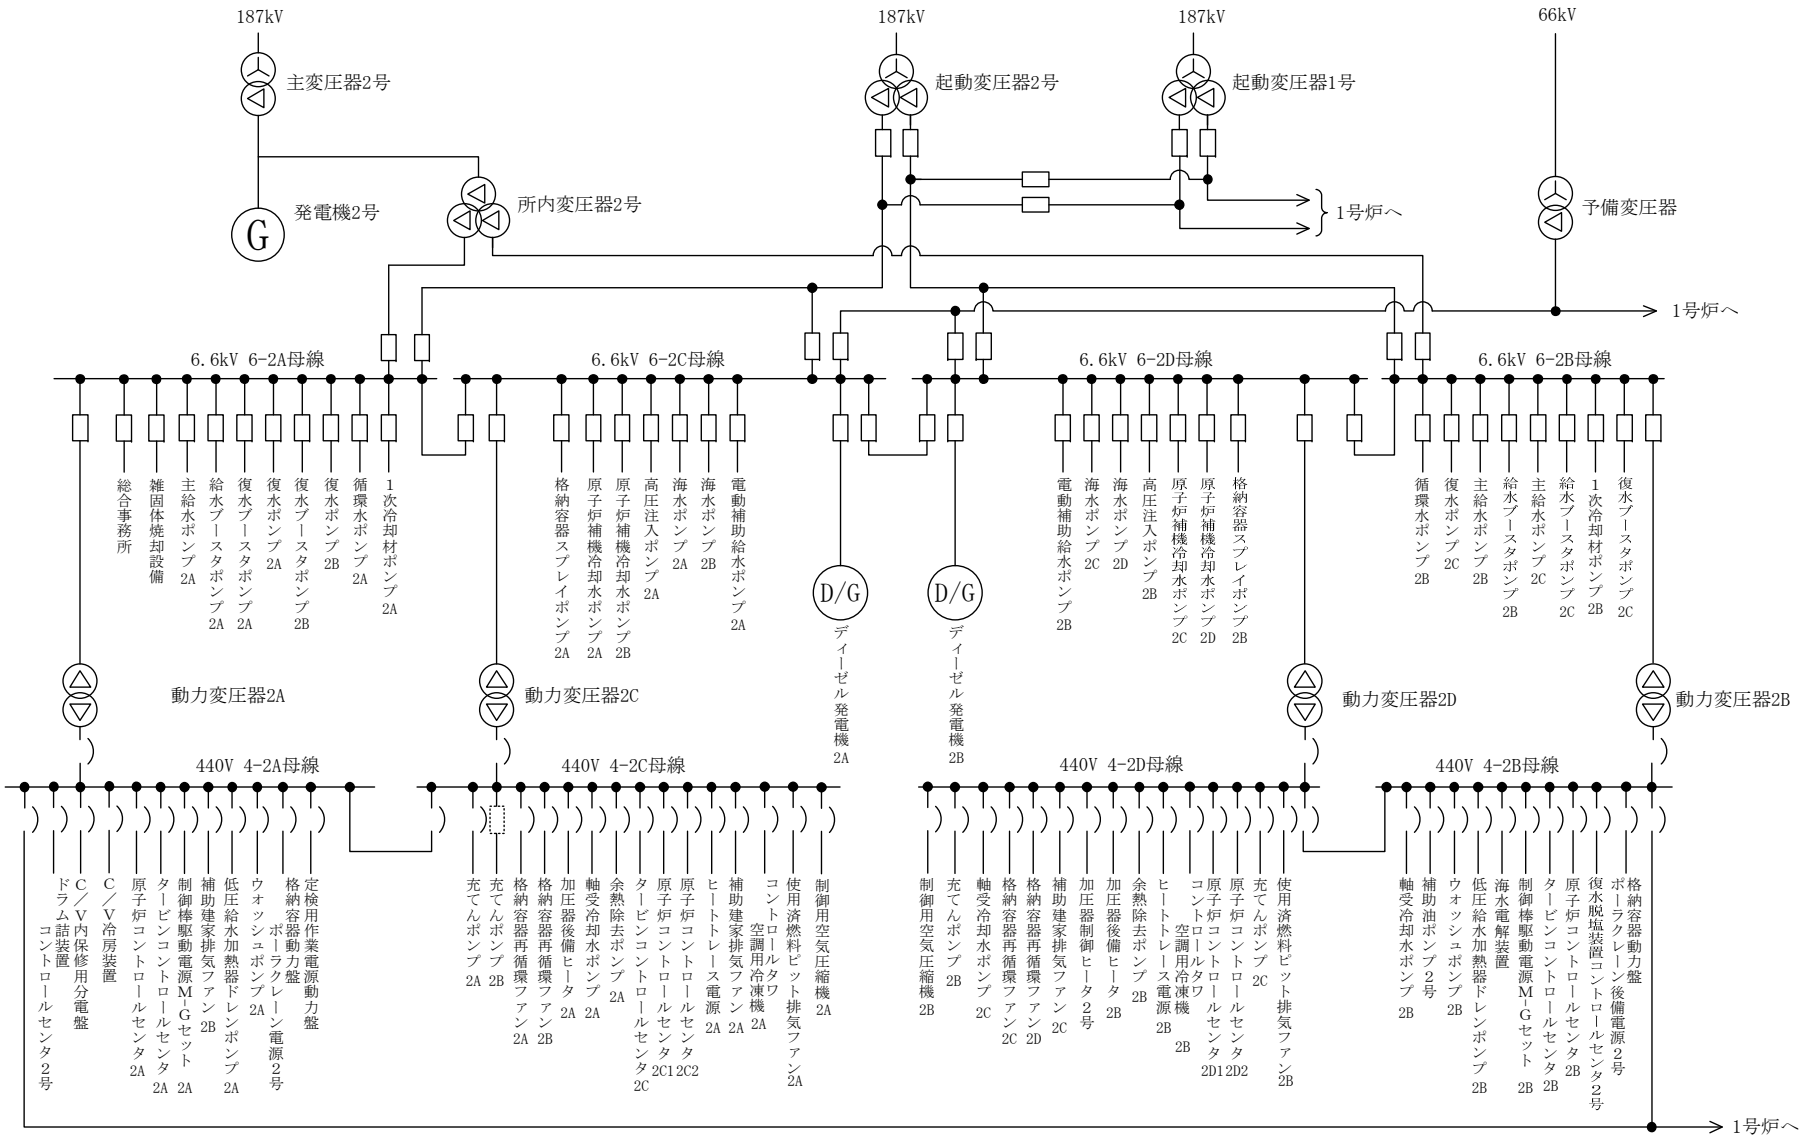 187kV
187kV
187kV
66kV
主変圧器2号
起動変圧器2号
起動変圧器1号
発電機2号
G
所内変圧器2号
1号炉へ
予備変圧器
1号炉へ
6.6kV 6-2A母線
6.6kV 6-2C母線
6.6kV 6-2D母線
6.6kV 6-2B母線
総合事務所
雑固体焼却設備
主給水ポンプ2A
給水ブースタポンプ2A
復水ブースタポンプ2A
復水ポンプ2A
復水ブースタポンプ2B
復水ポンプ2B
循環水ポンプ2A
1次冷却材ポンプ2A
格納容器スプレイポンプ2A
原子炉補機冷却水ポンプ2A
原子炉補機冷却水ポンプ2B
高圧注入ポンプ2A
海水ポンプ2A
海水ポンプ2B
電動補助給水ポンプ2A
D/G
ディーゼル発電機2A
D/G
ディーゼル発電機2B
電動補助給水ポンプ2B
海水ポンプ2C
海水ポンプ2D
高圧注入ポンプ2B
原子炉補機冷却水ポンプ2C
原子炉補機冷却水ポンプ2D
格納容器スプレイポンプ2B
循環水ポンプ2B
復水ポンプ2C
主給水ポンプ2B
給水ブースタポンプ2B
主給水ポンプ2C
給水ブースタポンプ2C
1次冷却材ポンプ2B
復水ブースタポンプ2C
動力変圧器2A
動力変圧器2C
動力変圧器2D
動力変圧器2B
440V 4-2A母線
440V 4-2C母線
440V 4-2D母線
440V 4-2B母線
ドラム詰装置
コントロールセンタ2号
C/V内保修用分電盤
C/V冷房装置
原子炉コントロールセンタ2A
タービンコントロールセンタ2A
制御棒駆動電源M-Gセット2A
補助建家排気ファン2B
低圧給水加熱器ドレンポンプ2A
ウオッシュポンプ2A
格納容器動力盤
ポーラクレーン電源2号
定検用作業電源動力盤
充てんポンプ2A
充てんポンプ2B
格納容器再循環ファン2A
格納容器再循環ファン2B
加圧器後備ヒータ2A
軸受冷却水ポンプ2A
余熱除去ポンプ2A
タービンコントロールセンタ2C
原子炉コントロールセンタ2C1
原子炉コントロールセンタ2C2
ヒートトレース電源2A
補助建家排気ファン2A
コントロールタワ
空調用冷凍機2A
使用済燃料ピット排気ファン2A
制御用空気圧縮機2A
制御用空気圧縮機2B
充てんポンプ2B
軸受冷却水ポンプ2C
格納容器再循環ファン2C
格納容器再循環ファン2D
補助建家排気ファン2C
加圧器制御ヒータ2号
加圧器後備ヒータ2B
余熱除去ポンプ2B
ヒートトレース電源2B
コントロールタワ
空調用冷凍機2B
原子炉コントロールセンタ2D1
原子炉コントロールセンタ2D2
充てんポンプ2C
使用済燃料ピット排気ファン2B
軸受冷却水ポンプ2B
補助油ポンプ2号
ウオッシュポンプ2B
低圧給水加熱器ドレンポンプ2B
海水電解装置
制御棒駆動電源M-Gセット2B
タービンコントロールセンタ2B
原子炉コントロールセンタ2B
復水脱塩装置コントロールセンタ2号
格納容器動力盤
ポーラクレーン後備電源2号
1号炉へ